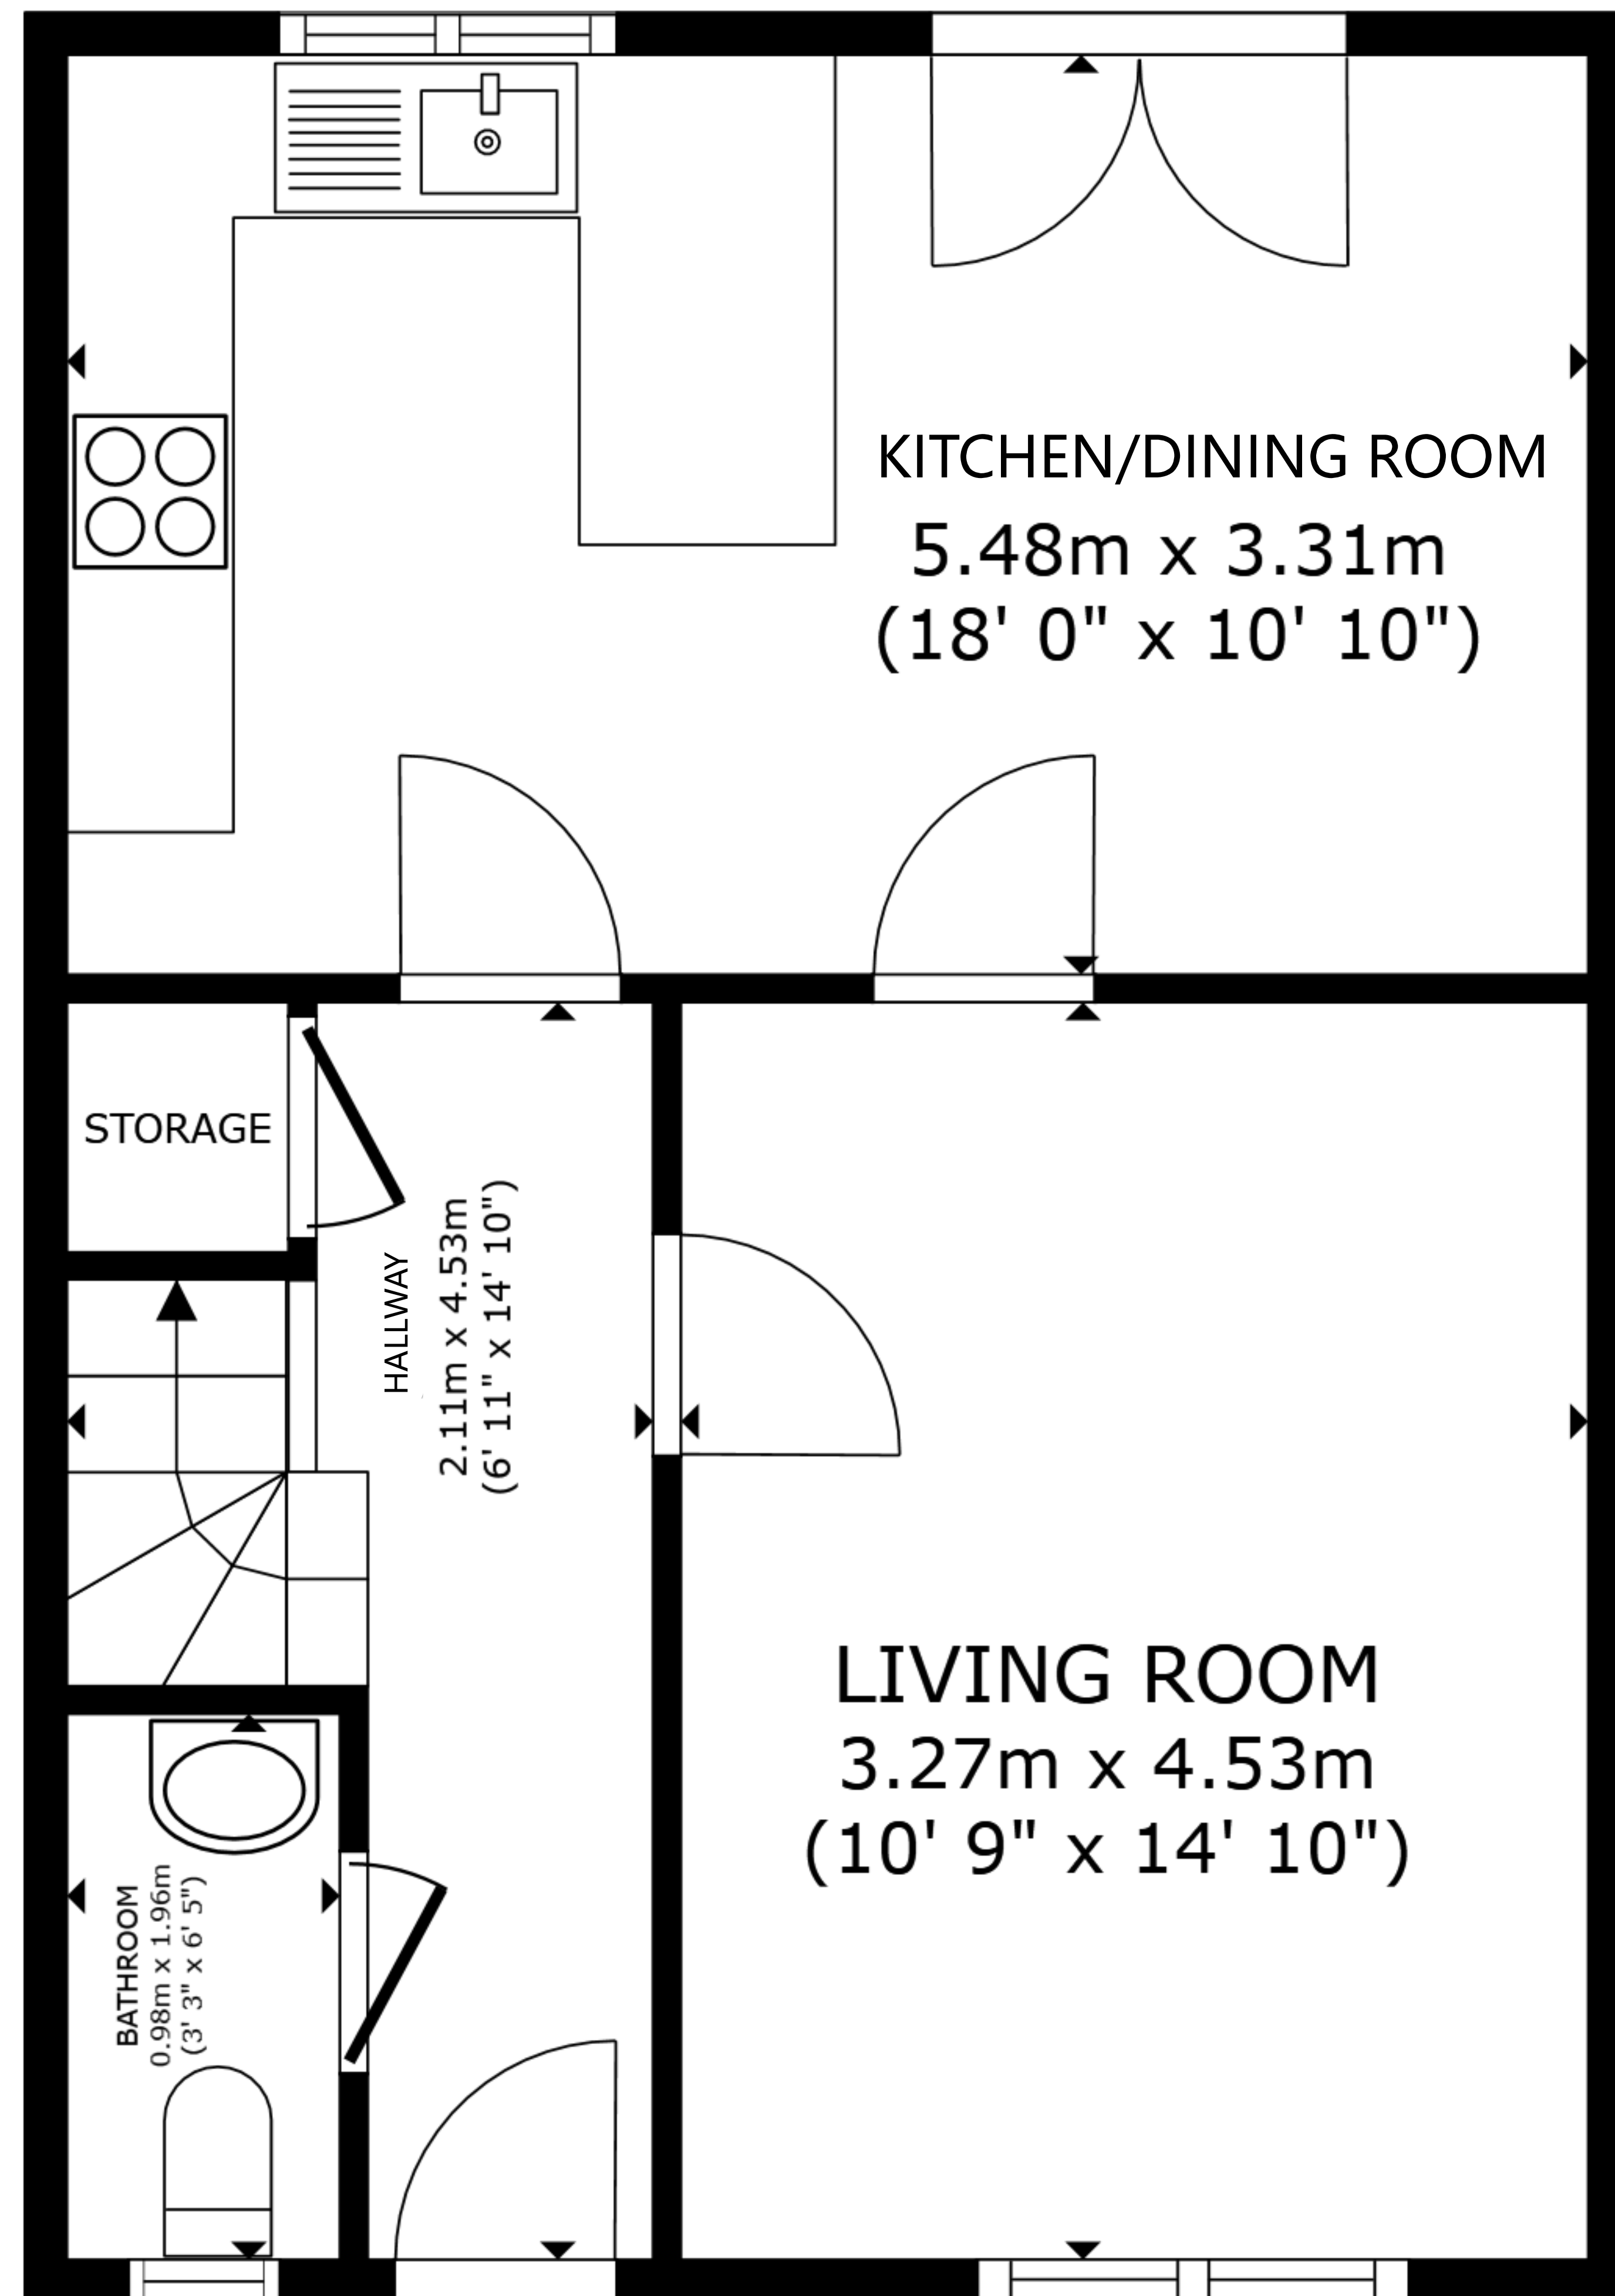 KITCHEN/DINING ROOM
5.48m x 3.31m
(18' 0" x 10' 10")
STORAGE
HALLWAY
2.11m x 4.53m
(6' 11" x 14' 10")
LIVING ROOM
3.27m x 4.53m
(10' 9" x 14' 10")
BATHROOM
0.98m x 1.96m
(3' 3" x 6' 5")